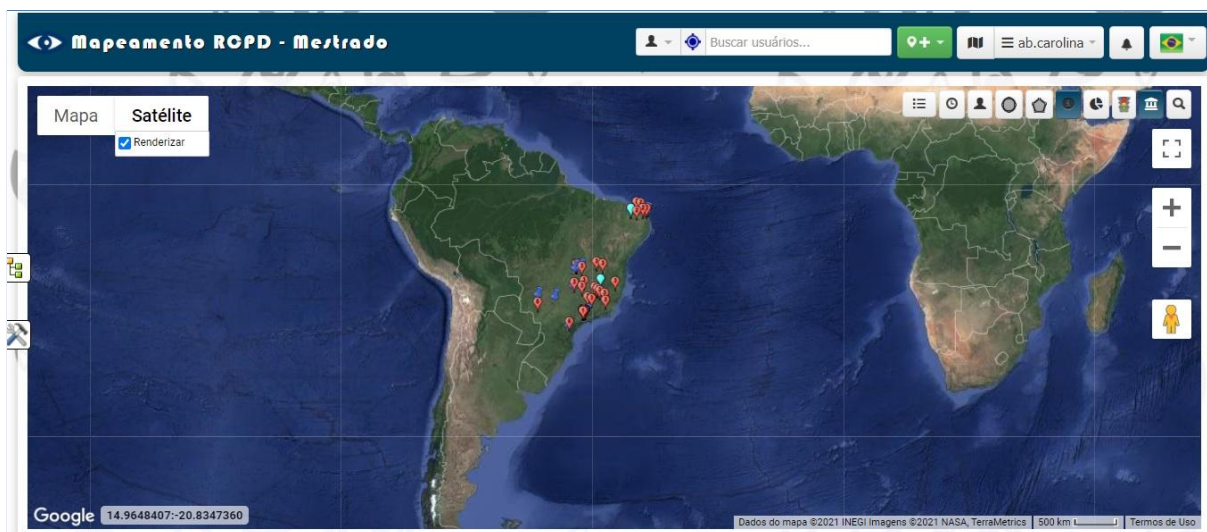 Mapeamento RCPD - Mestrado
Buscar usuários...
ab.carolina
Mapa
Satélite
Renderizar
Google
14.9648407:-20.8347360
Dados do mapa ©2021 INEGI Imagens ©2021 NASA, TerraMetrics
500 km
Termos de Uso